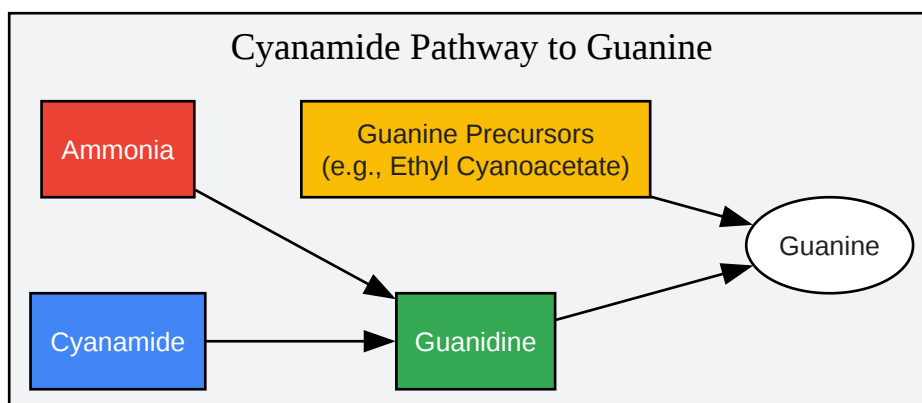 Cyanamide Pathway to Guanine
Ammonia
Guanine Precursors
(e.g., Ethyl Cyanoacetate)
Guanine
Cyanamide
Guanidine